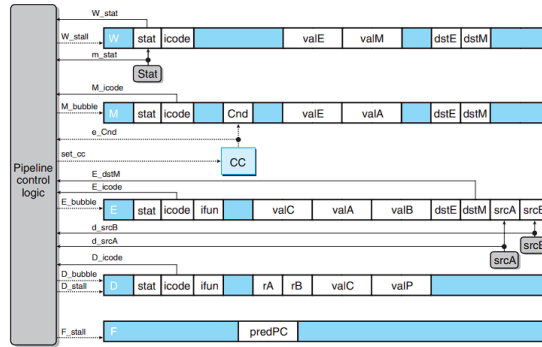 W_stat
W_stall
W stat icode valE valM dstE dstM
m_stat
Stat
M_icode
M_bubble
M stat icode Cnd valE valA dstE dstM
e_Cnd
set_cc
CC
Pipeline
control
logic
E_dstM
E_icode
E_bubble
E stat icode ifun valC valA valB dstE dstM srcA srcB
d_srcB
srcB
d_srcA
srcA
D_icode
D_bubble
D_stall
D stat icode ifun rA rB valC valP
F_stall
F predPC